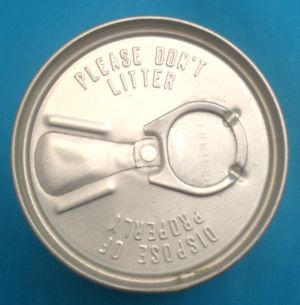 PLEASE DON'T
LITTER
DISPOSE OF
PROPERLY